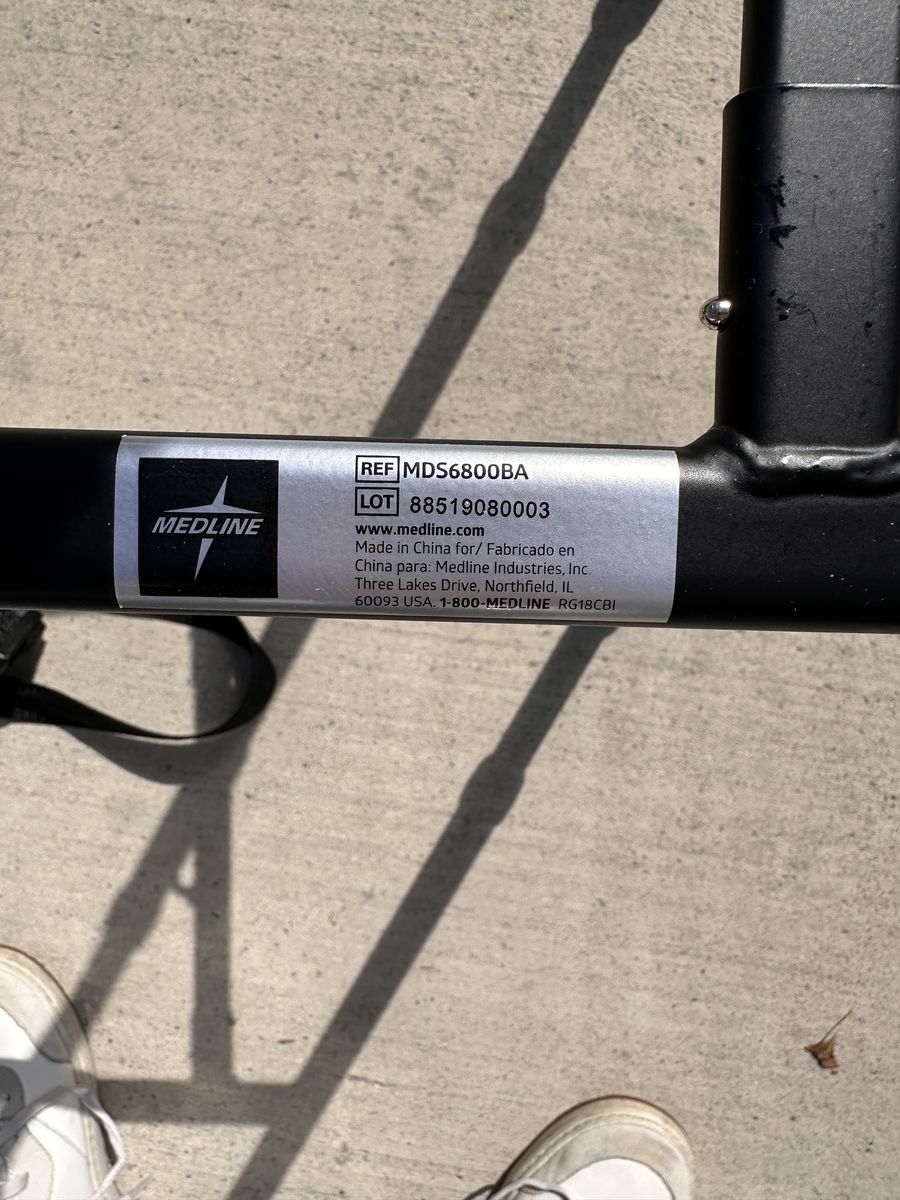 MEDLINE
REF MDS6800BA
LOT 88519080003
www.medline.com
Made in China for/ Fabricado en
China para: Medline Industries, Inc.
Three Lakes Drive, Northfield, IL
60093 USA. 1-800-MEDLINE RG18CBI